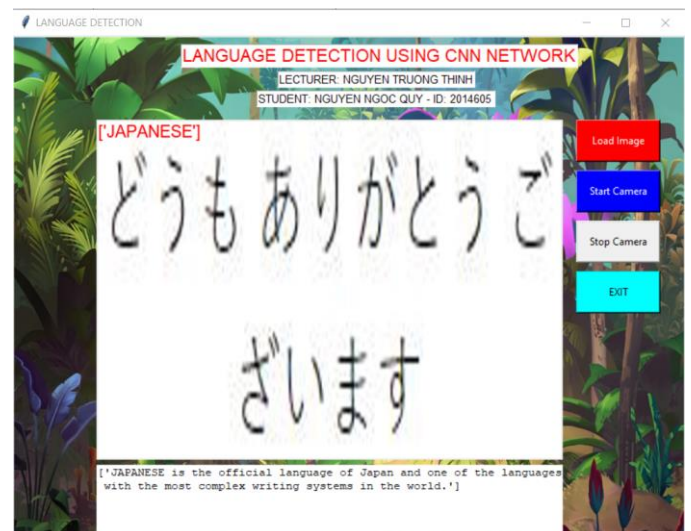 LANGUAGE DETECTION
LANGUAGE DETECTION USING CNN NETWORK
LECTURER: NGUYEN TRUONG THINH
STUDENT: NGUYEN NGOC QUY - ID: 2014605
['JAPANESE']
どうも ありがとう ご
ざいます
Load Image
Start Camera
Stop Camera
EXIT
['JAPANESE is the official language of Japan and one of the languages
with the most complex writing systems in the world.']